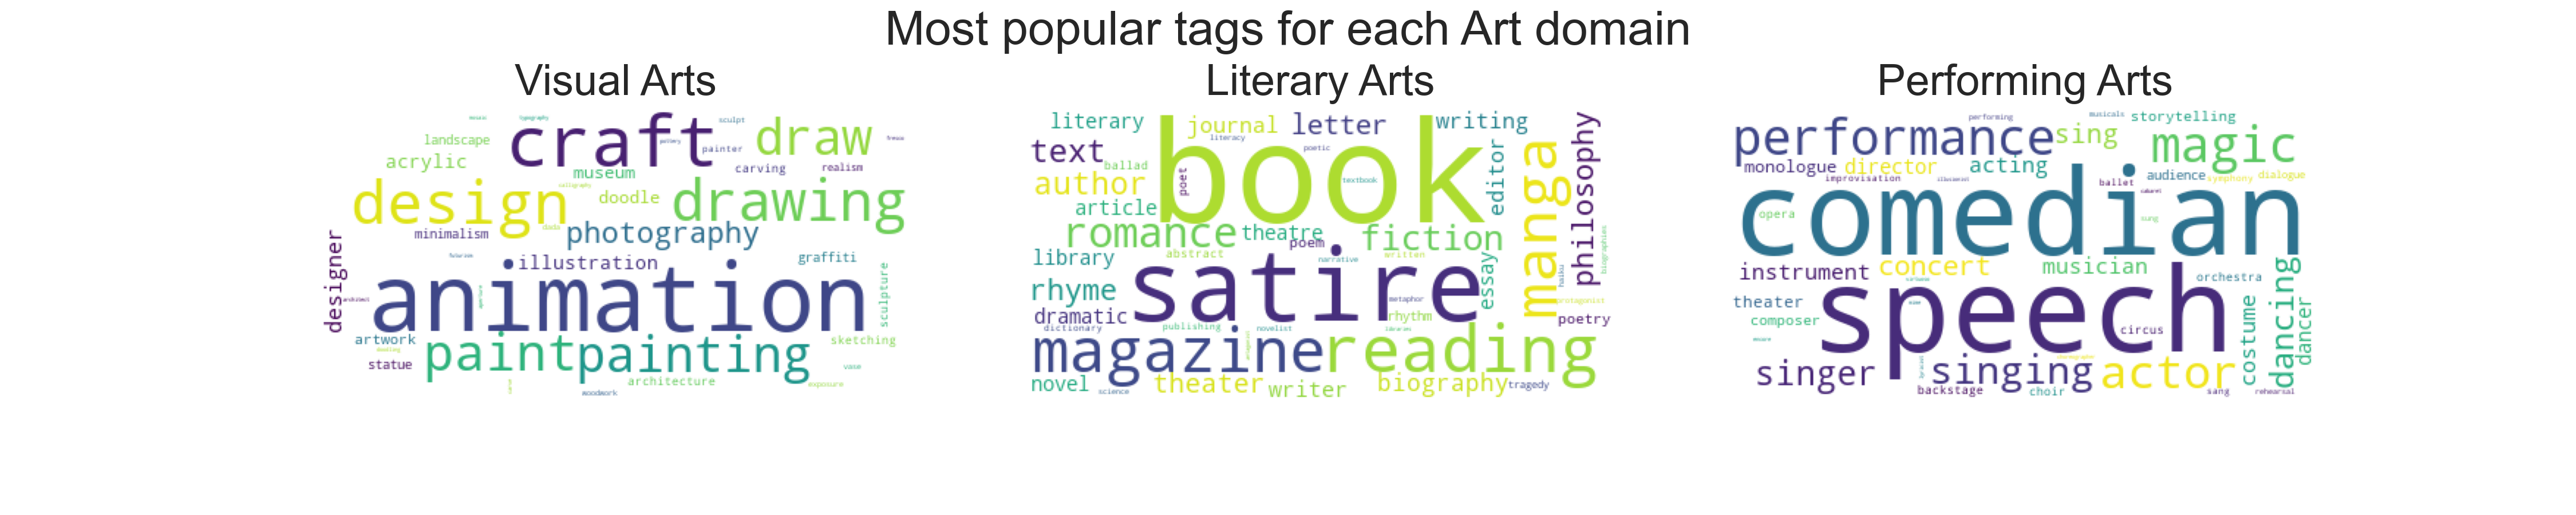 Most popular tags for each Art domain
Visual Arts
Literary Arts
Performing Arts
landscape
craft
sculpt
draw
painter
acrylic
museum
carving
realism
design
doodle
drawing
minimalism
photography
designer
illustration
graffiti
animation
sculpture
architect
artwork
paint
painting
sketching
statue
architecture
vase
exposure
woodwork
literary
journal
letter
writing
literacy
poetic
text
ballad
book
editor
author
poet
textbook
article
manga
philosophy
romance
theatre
poem
fiction
library
abstract
narrative
written
biographies
satire
essay
haiku
rhyme
metaphor
protagonist
dramatic
rhythm
poetry
dictionary
publishing
novelist
libraries
magazine
reading
novel
theater
writer
biography
tragedy
science
performing
musicals
storytelling
performance
sing
magic
monologue
director
acting
improvisation
illusionist
ballet
audience
symphony
dialogue
cabaret
comedian
opera
sung
instrument
concert
musician
orchestra
theater
speech
composer
circus
costume
dancing
dancer
singer
singing
actor
backstage
choir
sang
rehearsal